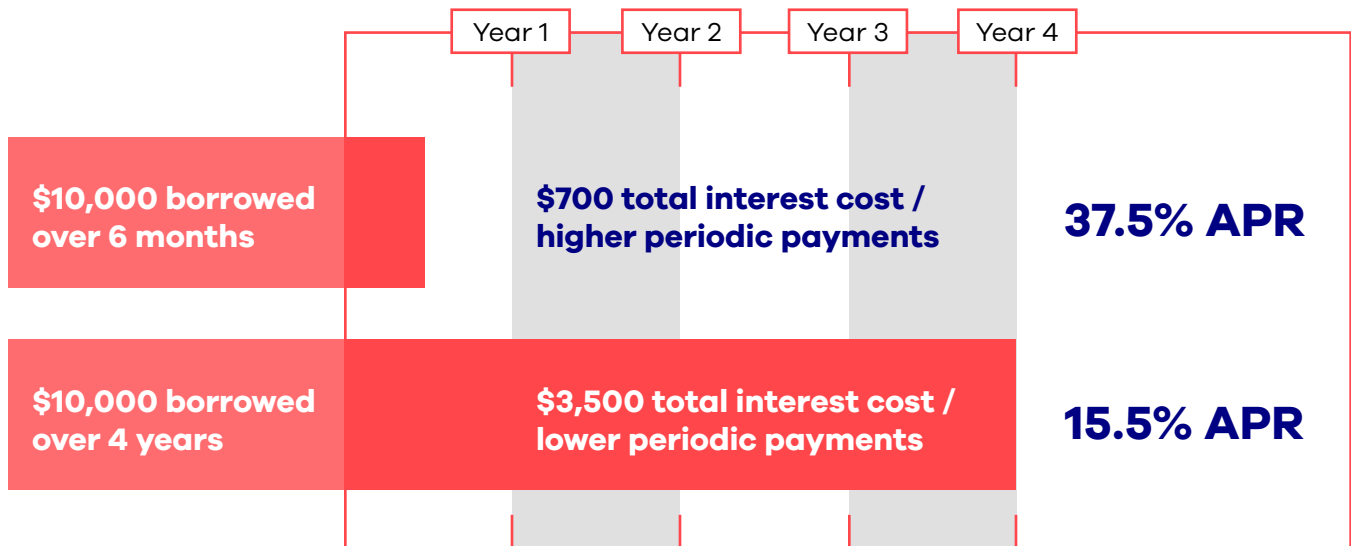 Year 1
Year 2
Year 3
Year 4
$10,000 borrowed
over 6 months
$700 total interest cost /
higher periodic payments
37.5% APR
$10,000 borrowed
over 4 years
$3,500 total interest cost /
lower periodic payments
15.5% APR